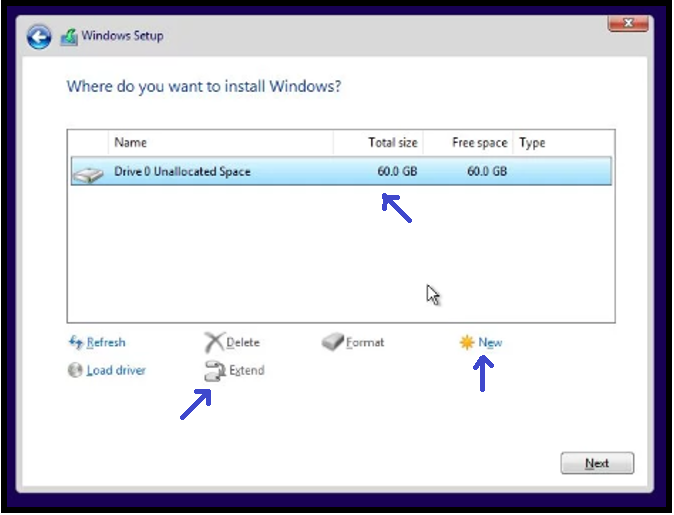 Windows Setup
Where do you want to install Windows?
Name Total size Free space Type
Drive 0 Unallocated Space 60.0 GB 60.0 GB
Refresh Delete Format New
Load driver Extend
Next